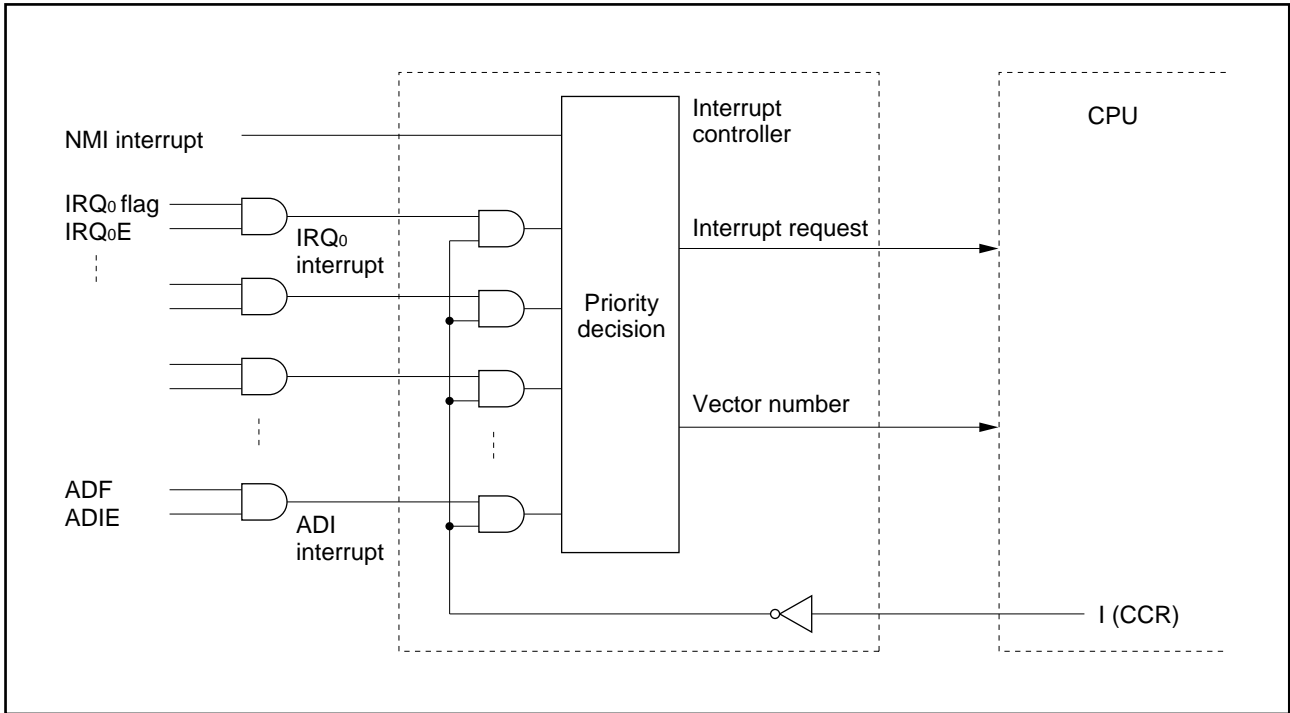 NMI interrupt
IRQ0 flag
IRQ0E
IRQ0
interrupt
ADF
ADIE
ADI
interrupt
Priority
decision
Interrupt
controller
Interrupt request
Vector number
CPU
I (CCR)